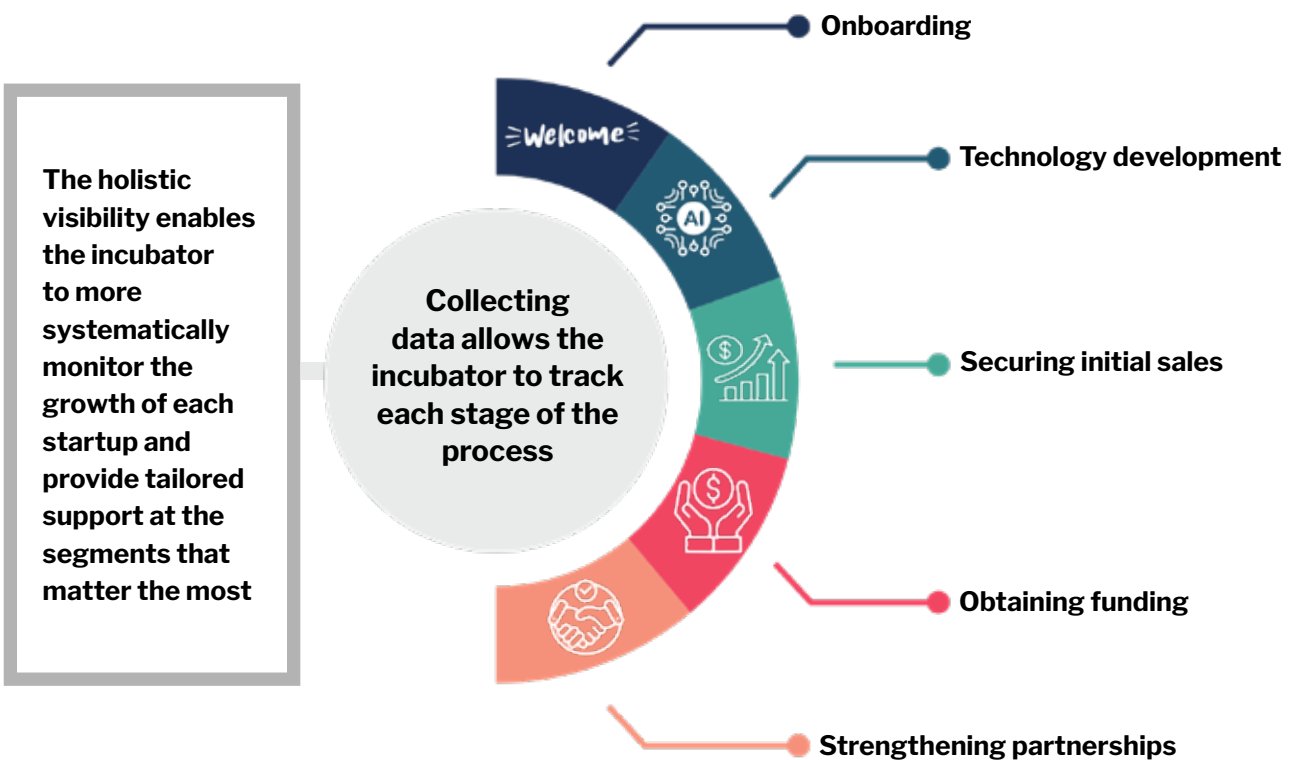 The holistic
visibility enables
the incubator
to more
systematically
monitor the
growth of each
startup and
provide tailored
support at the
segments that
matter the most
Collecting
data allows the
incubator to track
each stage of the
process
Welcome
AI
$
$
Onboarding
Technology development
Securing initial sales
Obtaining funding
Strengthening partnerships